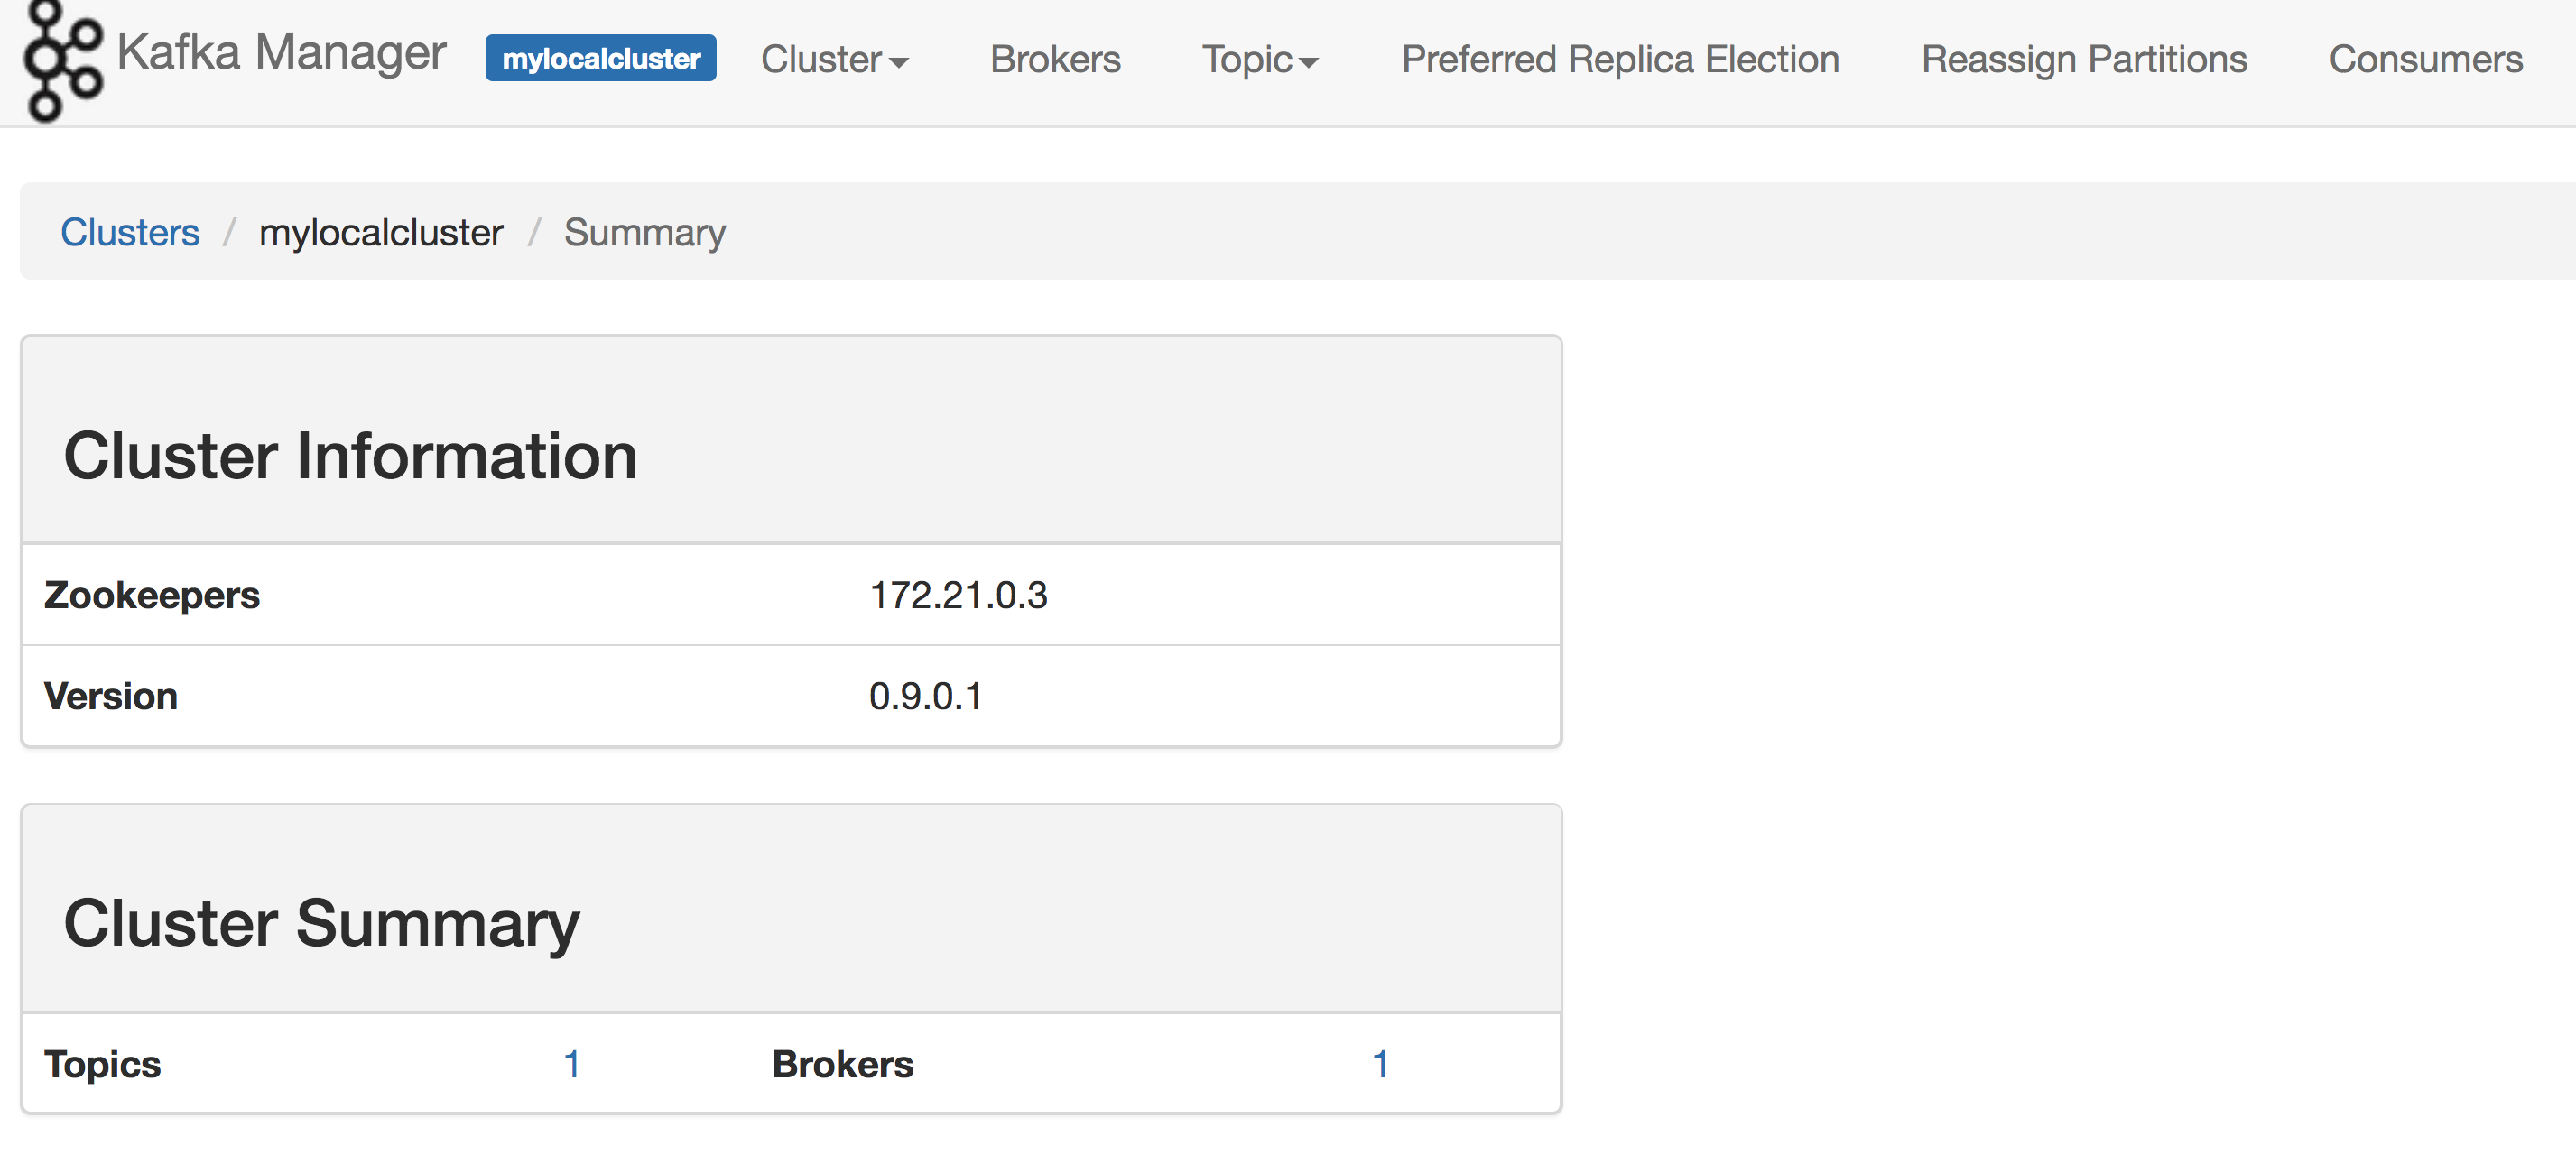 Kafka Manager mylocalcluster Cluster Brokers Topic Preferred Replica Election Reassign Partitions Consumers
Clusters / mylocalcluster / Summary
Cluster Information
Zookeepers 172.21.0.3
Version 0.9.0.1
Cluster Summary
Topics 1 Brokers 1